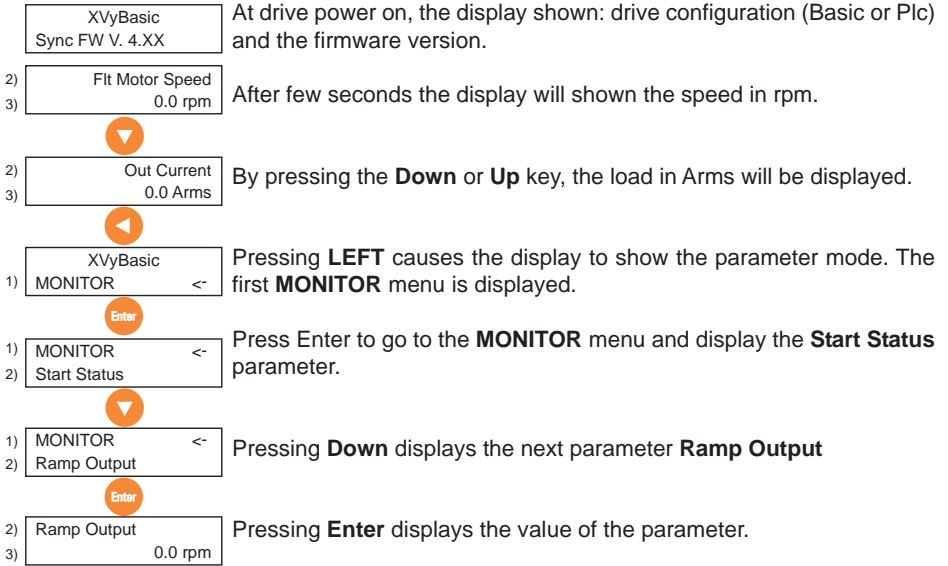 XVyBasic
Sync FW V. 4.XX
At drive power on, the display shown: drive configuration (Basic or Plc)
and the firmware version.
2) Flt Motor Speed
3) 0.0 rpm
After few seconds the display will shown the speed in rpm.
2) Out Current
3) 0.0 Arms
By pressing the Down or Up key, the load in Arms will be displayed.
XVyBasic
1) MONITOR <-
Pressing LEFT causes the display to show the parameter mode. The
first MONITOR menu is displayed.
Enter
1) MONITOR <-
2) Start Status
Press Enter to go to the MONITOR menu and display the Start Status
parameter.
1) MONITOR <-
2) Ramp Output
Pressing Down displays the next parameter Ramp Output
Enter
2) Ramp Output
3) 0.0 rpm
Pressing Enter displays the value of the parameter.